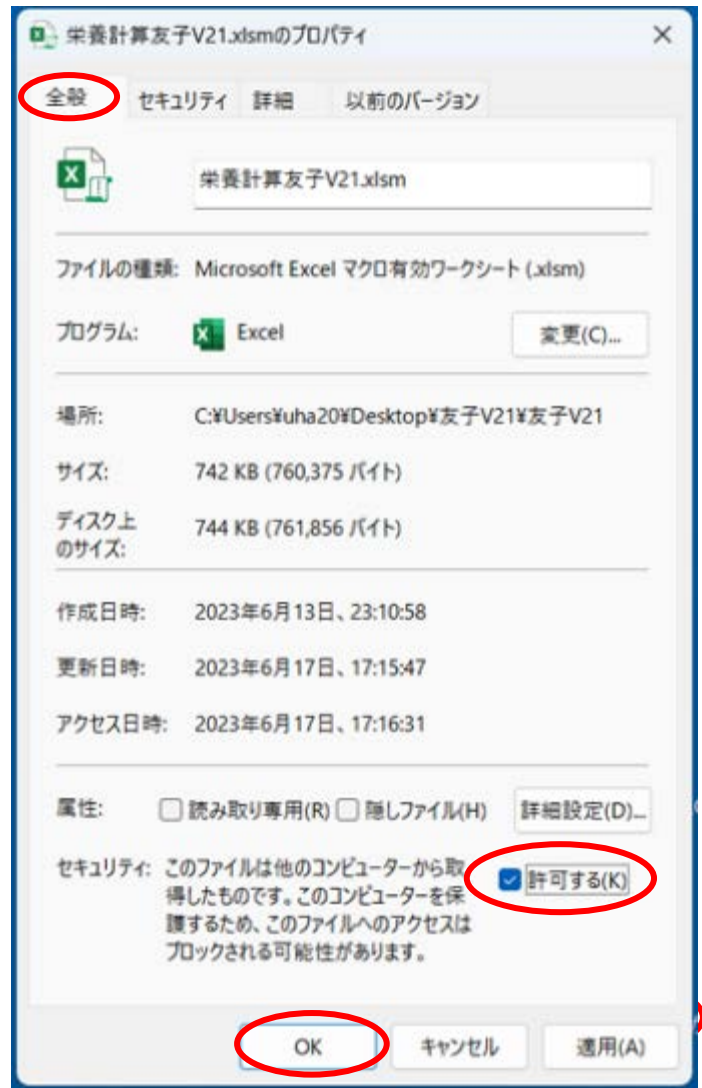 栄養計算友子V21.xlsmのプロパティ
全般 セキュリティ 詳細 以前のバージョン
栄養計算友子V21.xlsm
ファイルの種類: Microsoft Excel マクロ有効ワークシート (.xlsm)
プログラム: Excel 変更(C)...
場所: C:¥Users¥uha20¥Desktop¥友子V21¥友子V21
サイズ: 742 KB (760,375 バイト)
ディスク上
のサイズ: 744 KB (761,856 バイト)
作成日時: 2023年6月13日、23:10:58
更新日時: 2023年6月17日、17:15:47
アクセス日時: 2023年6月17日、17:16:31
属性: 読み取り専用(R) 隠しファイル(H) 詳細設定(D)...
セキュリティ: このファイルは他のコンピューターから取
得したものです。このコンピューターを保
護するため、このファイルへのアクセスは
ブロックされる可能性があります。
許可する(K)
OK キャンセル 適用(A)